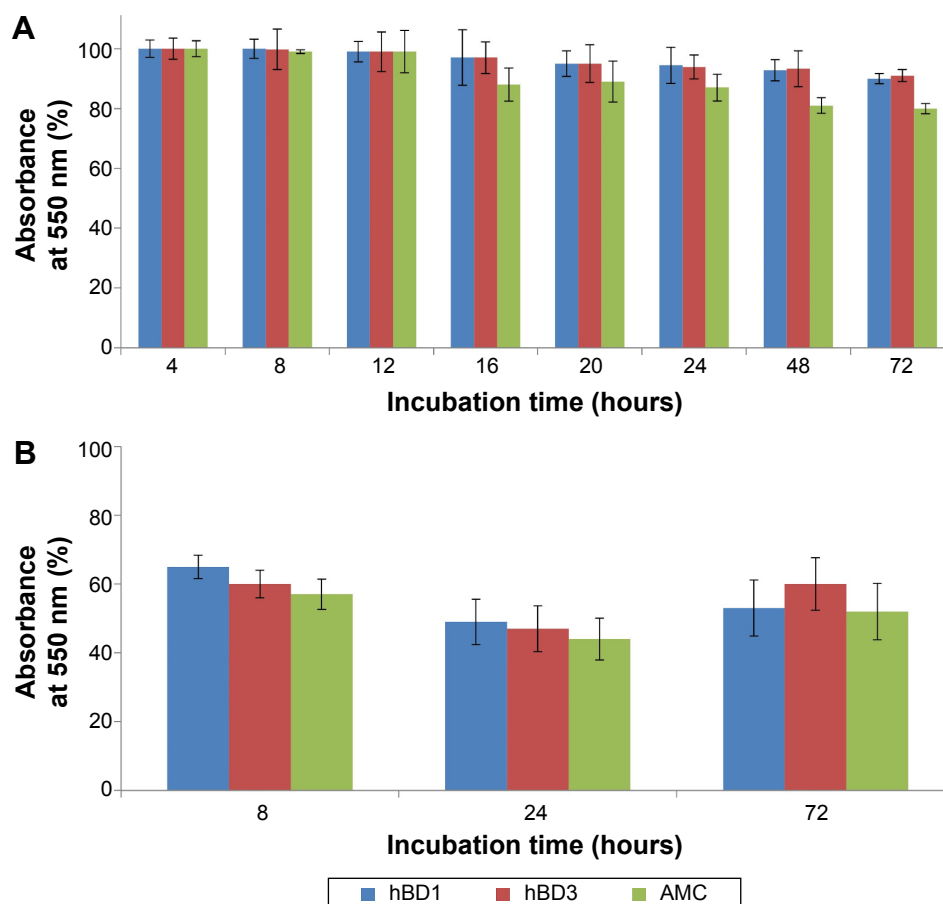 A
Absorbance
at 550 nm (%)
100
80
60
40
20
0
4 8 12 16 20 24 48 72
Incubation time (hours)
B
Absorbance
at 550 nm (%)
100
80
60
40
20
0
8 24 72
Incubation time (hours)
hBD1 hBD3 AMC